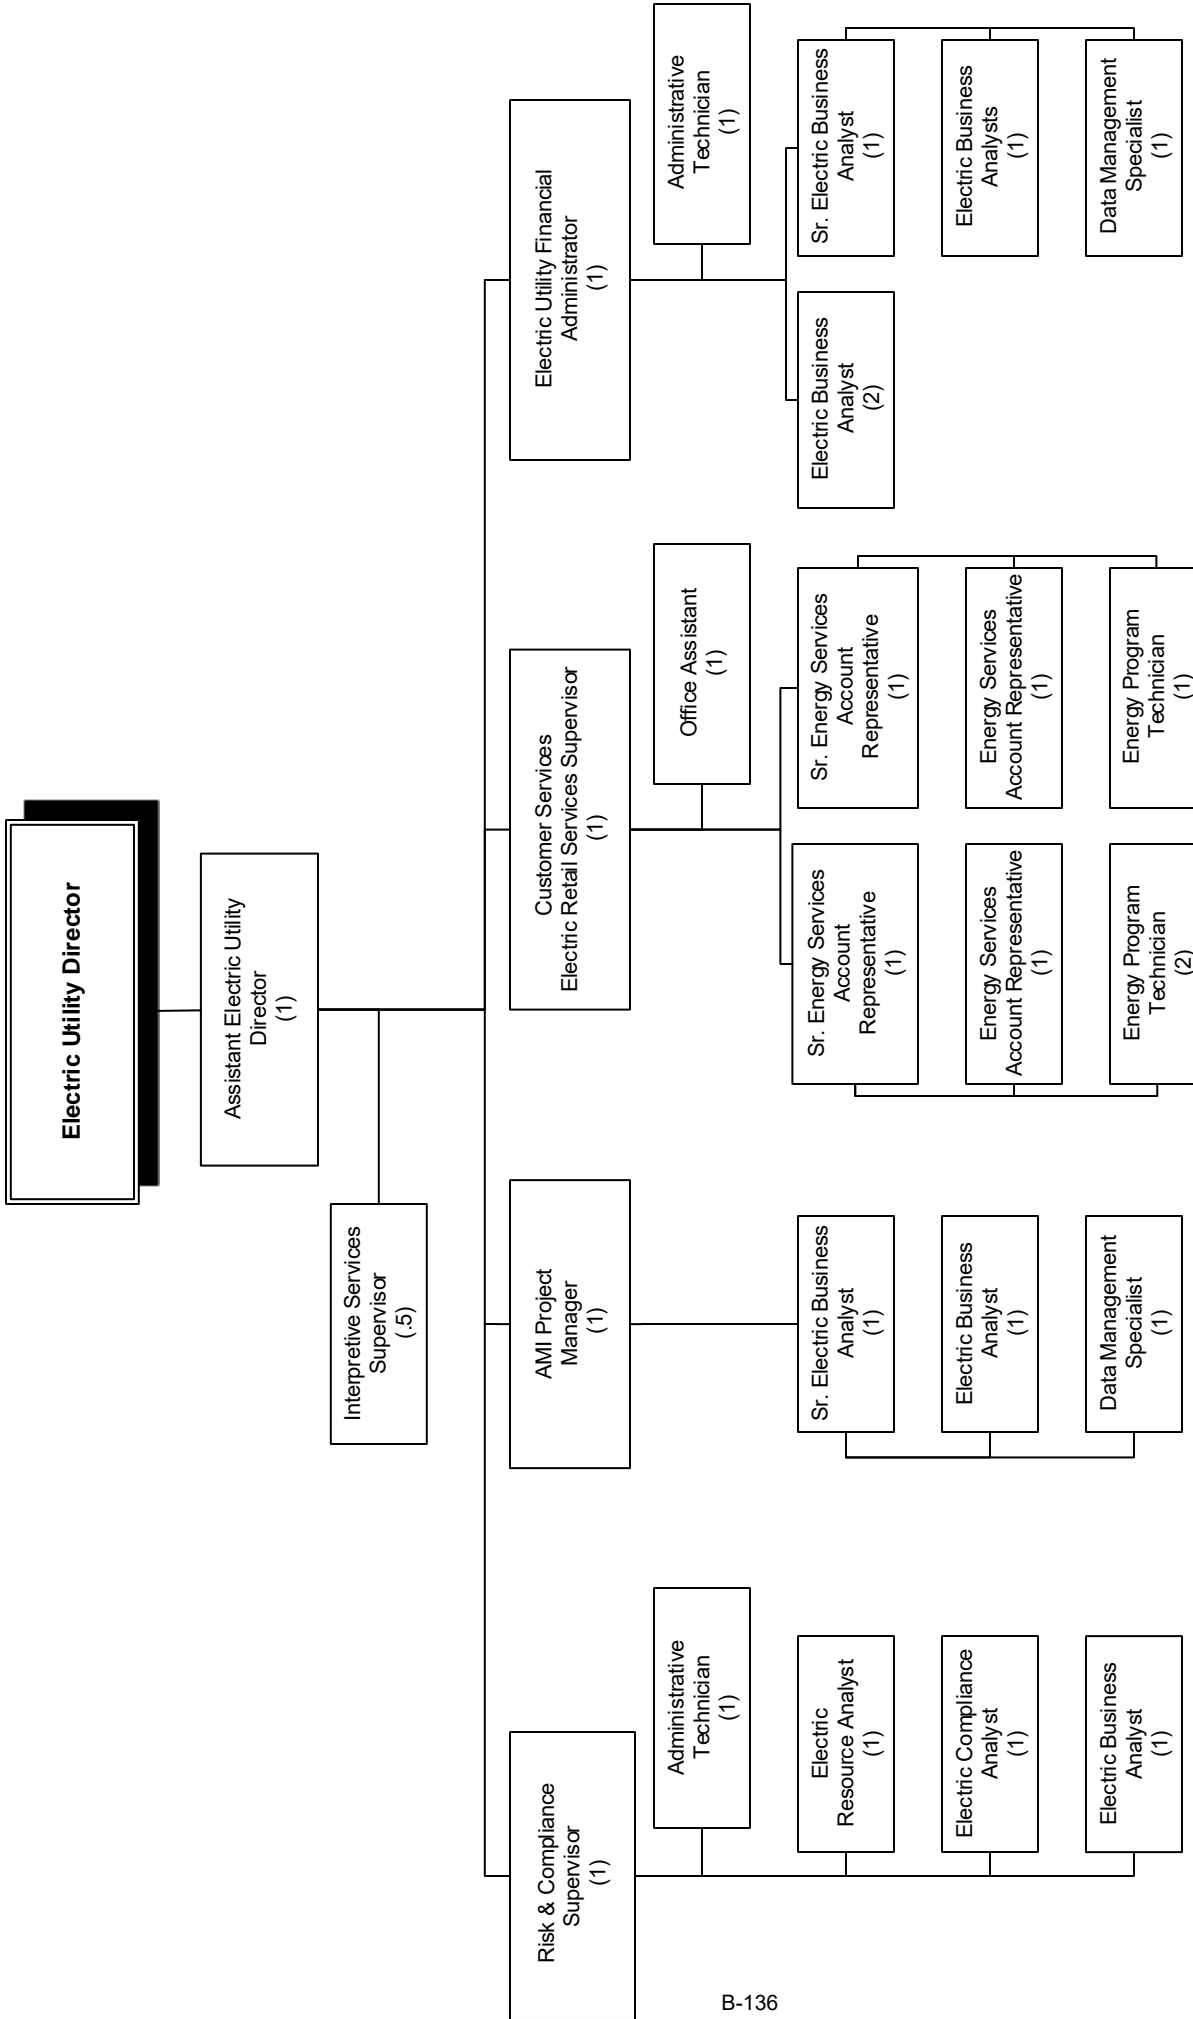 Electric Utility Director
Assistant Electric Utility
Director
(1)
Interpretive Services
Supervisor
(.5)
Risk & Compliance
Supervisor
(1)
Administrative
Technician
(1)
Electric
Resource Analyst
(1)
Electric Compliance
Analyst
(1)
Electric Business
Analyst
(1)
AMI Project
Manager
(1)
Sr. Electric Business
Analyst
(1)
Electric Business
Analyst
(1)
Data Management
Specialist
(1)
Customer Services
Electric Retail Services Supervisor
(1)
Office Assistant
(1)
Sr. Energy Services
Account
Representative
(1)
Energy Services
Account Representative
(1)
Energy Program
Technician
(2)
Sr. Energy Services
Account
Representative
(1)
Energy Services
Account Representative
(1)
Energy Program
Technician
(1)
Electric Utility Financial
Administrator
(1)
Administrative
Technician
(1)
Electric Business
Analyst
(2)
Sr. Electric Business
Analyst
(1)
Electric Business
Analysts
(1)
Data Management
Specialist
(1)
B-136